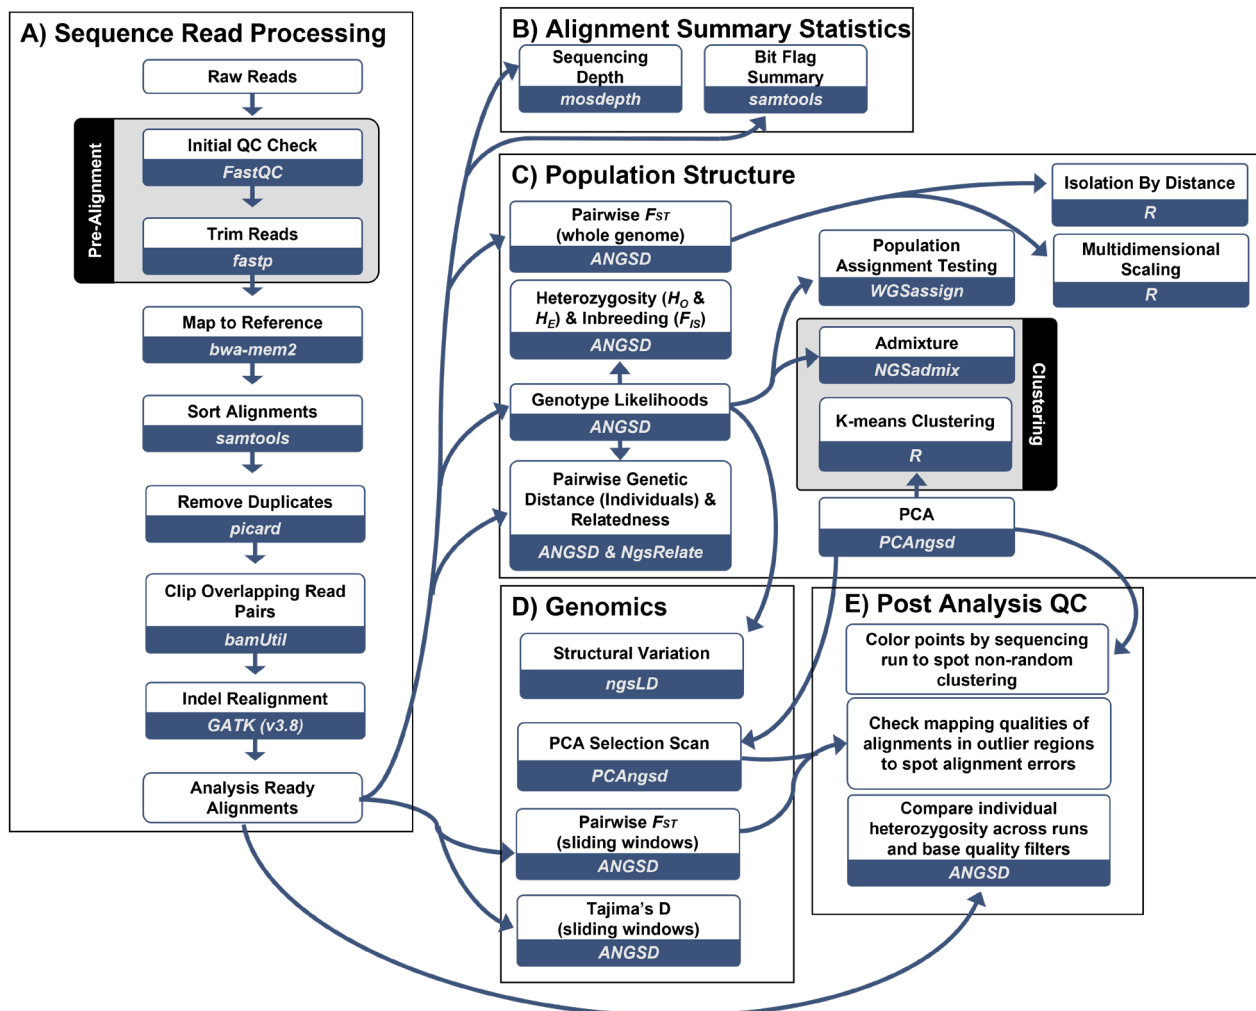 A) Sequence Read Processing
Raw Reads
Pre-Alignment
Initial QC Check
FastQC
Trim Reads
fastp
Map to Reference
bwa-mem2
Sort Alignments
samtools
Remove Duplicates
picard
Clip Overlapping Read
Pairs
bamUtil
Indel Realignment
GATK (v3.8)
Analysis Ready
Alignments
B) Alignment Summary Statistics
Sequencing
Depth
mosdepth
Bit Flag
Summary
samtools
C) Population Structure
Pairwise FST
(whole genome)
ANGSD
Heterozygosity (HO &
HE) & Inbreeding (FIS)
ANGSD
Genotype Likelihoods
ANGSD
Pairwise Genetic
Distance (Individuals) &
Relatedness
ANGSD & NgsRelate
Isolation By Distance
R
Multidimensional
Scaling
R
Population
Assignment Testing
WGSassign
Clustering
Admixture
NGSadmix
K-means Clustering
R
PCA
PCAngsd
D) Genomics
Structural Variation
ngsLD
PCA Selection Scan
PCAngsd
Pairwise FST
(sliding windows)
ANGSD
Tajima's D
(sliding windows)
ANGSD
E) Post Analysis QC
Color points by sequencing
run to spot non-random
clustering
Check mapping qualities of
alignments in outlier regions
to spot alignment errors
Compare individual
heterozygosity across runs
and base quality filters
ANGSD